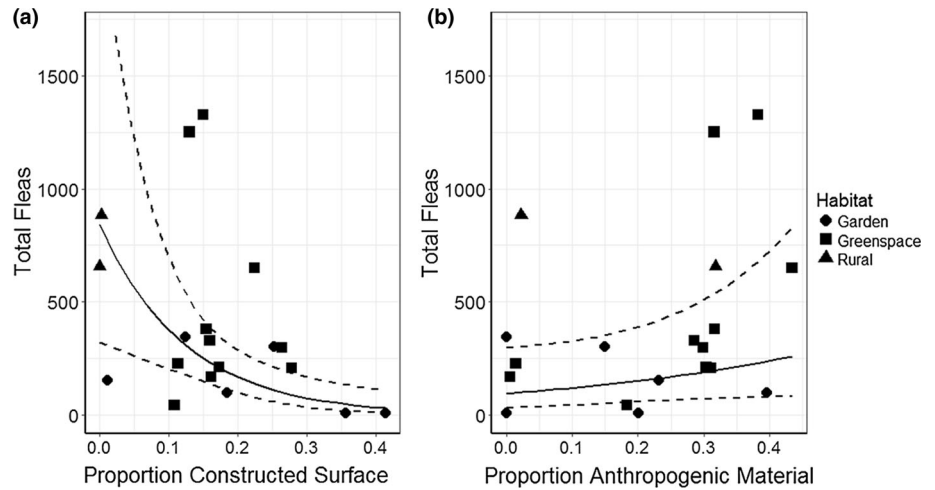 (a)
Total Fleas
1500
1000
500
0
0.0 0.1 0.2 0.3 0.4
Proportion Constructed Surface
(b)
Total Fleas
1500
1000
500
0
0.0 0.1 0.2 0.3 0.4
Proportion Anthropogenic Material
Habitat
Garden
Greenspace
Rural